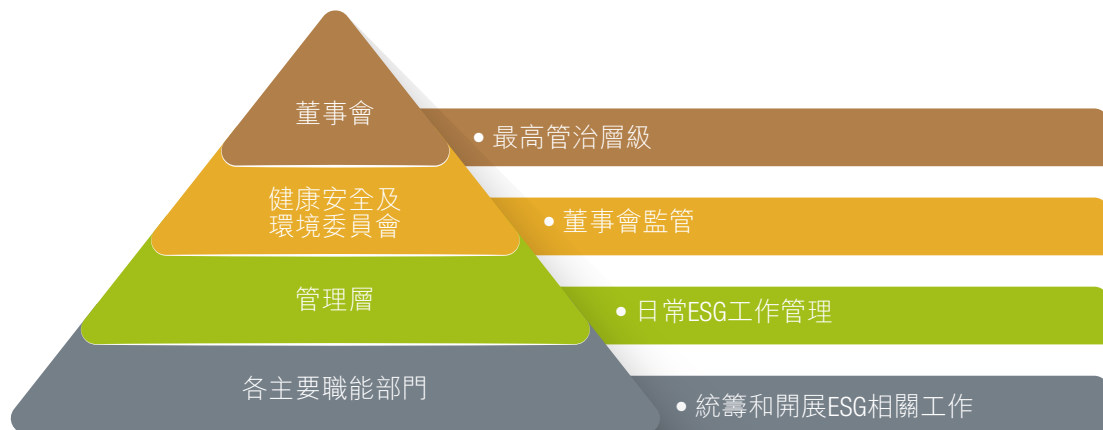 董事會
• 最高管治層級
健康安全及
環境委員會
• 董事會監管
管理層
• 日常ESG工作管理
各主要職能部門
• 統籌和開展ESG相關工作